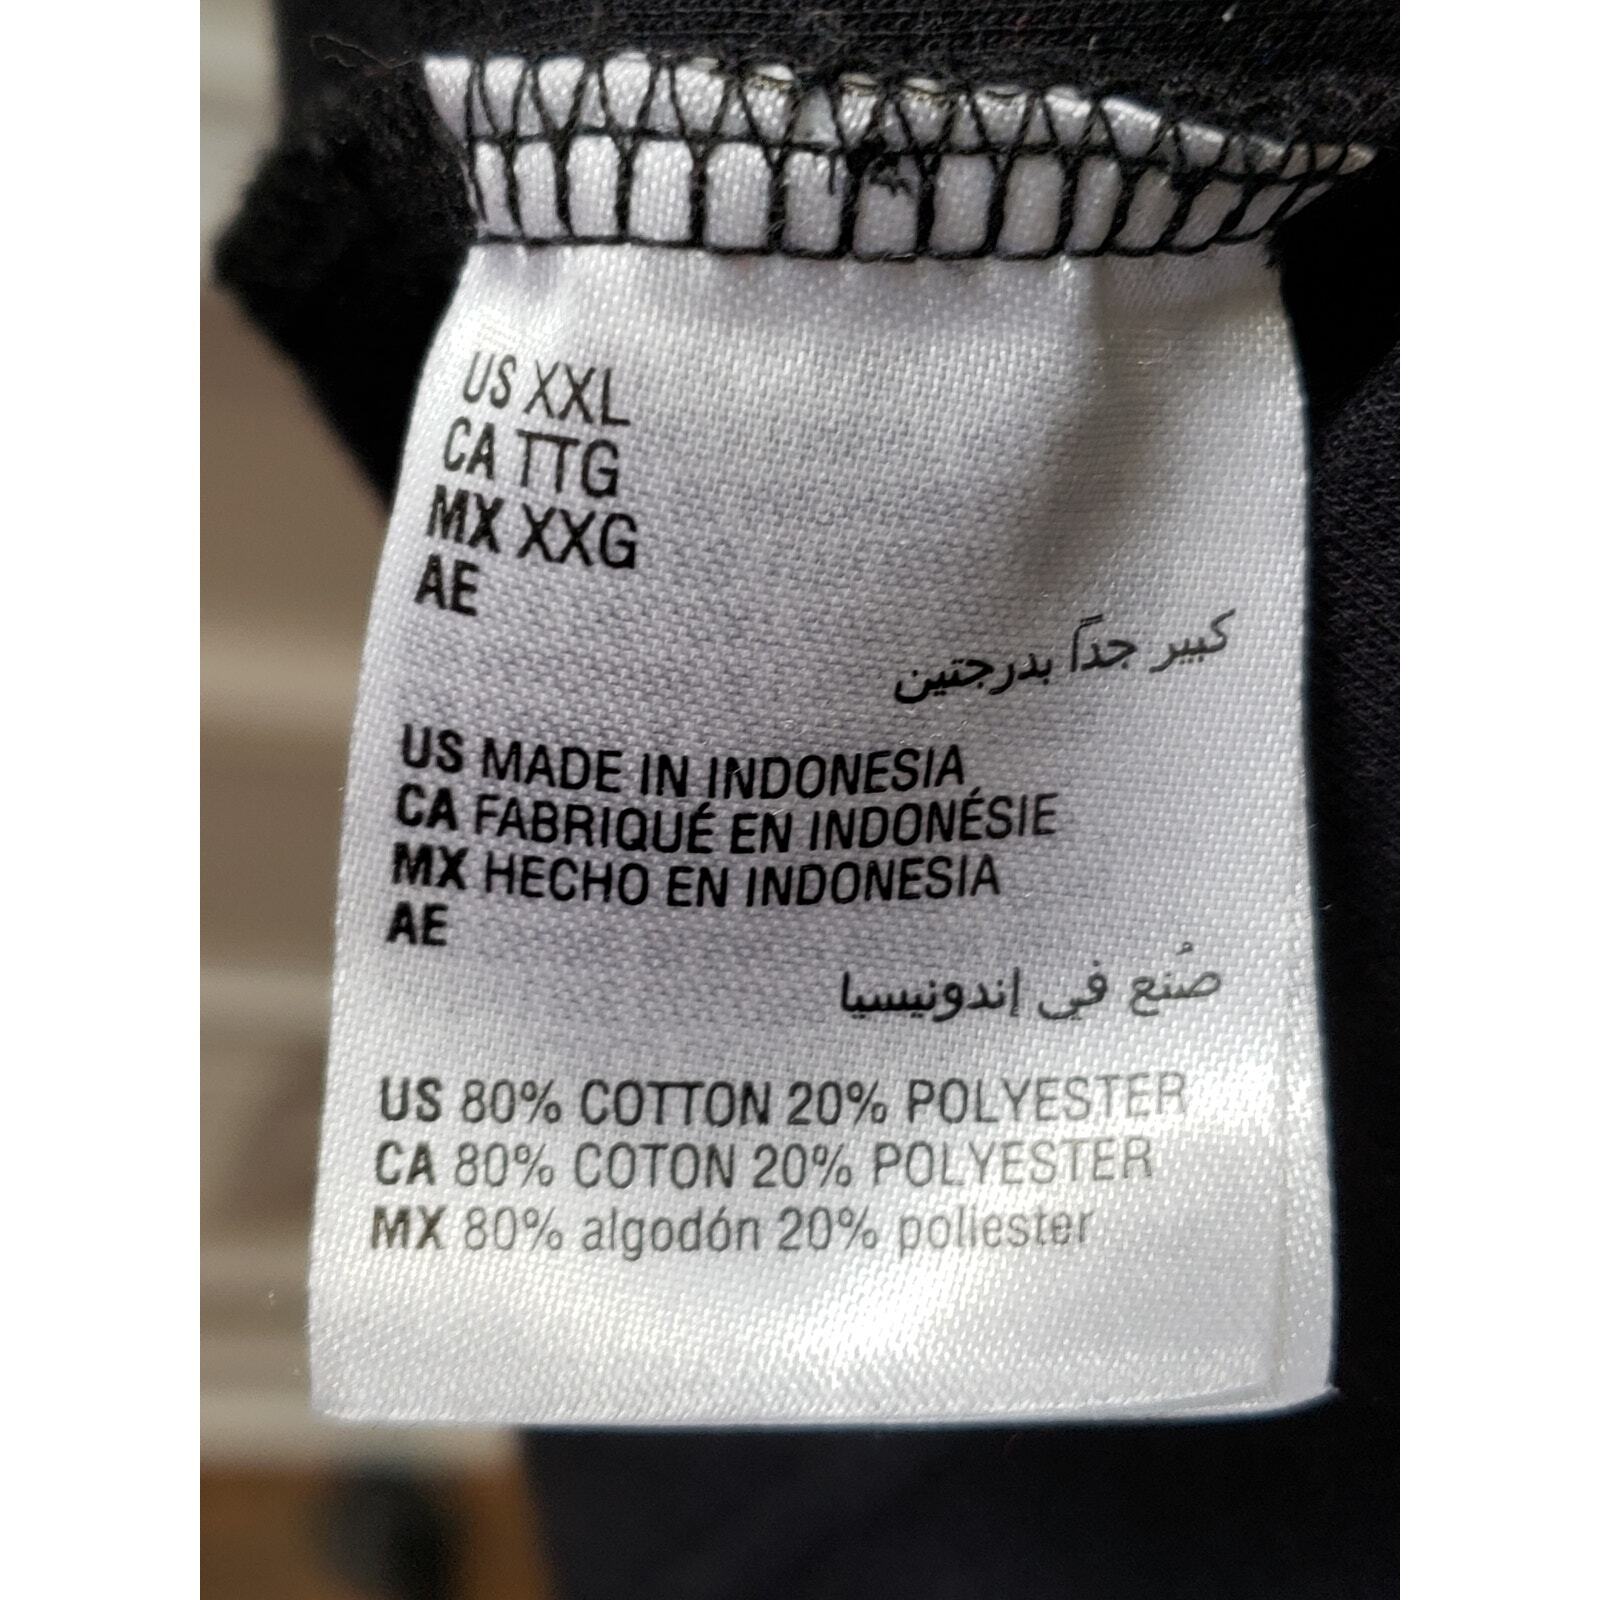 US XXL
CA TTG
MX XXG
AE
كبير جداً بدرجتين
US MADE IN INDONESIA
CA FABRIQUÉ EN INDONÉSIE
MX HECHO EN INDONESIA
AE
صُنع في إندونيسيا
US 80% COTTON 20% POLYESTER
CA 80% COTON 20% POLYESTER
MX 80% algodón 20% poliester